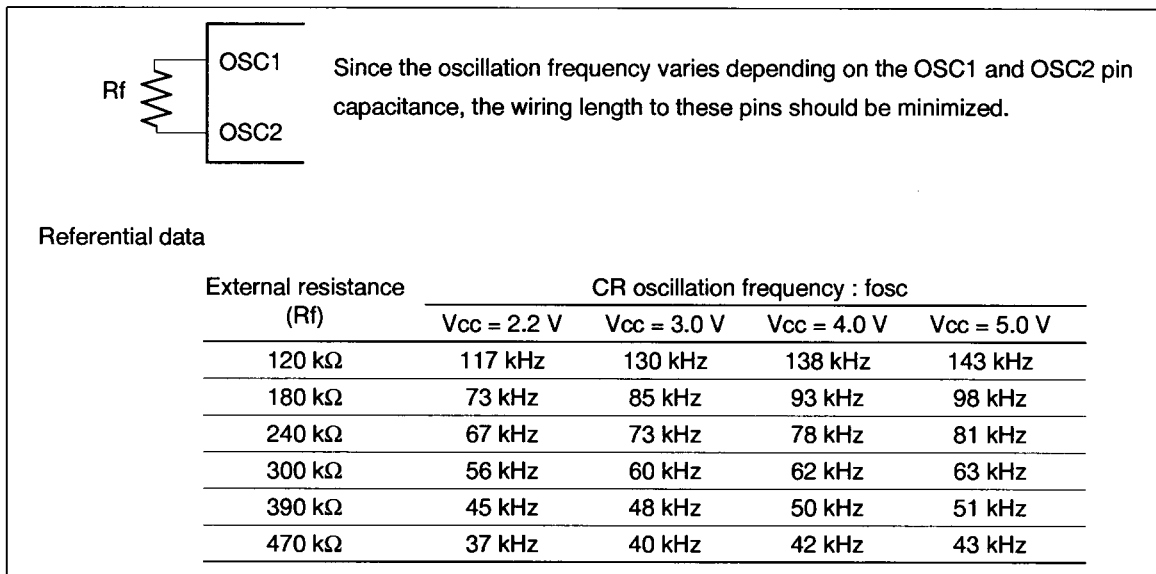 OSC1
Rf
OSC2
Since the oscillation frequency varies depending on the OSC1 and OSC2 pin
capacitance, the wiring length to these pins should be minimized.
Referential data
External resistance (Rf) CR oscillation frequency : fosc
Vcc = 2.2 V Vcc = 3.0 V Vcc = 4.0 V Vcc = 5.0 V
120 kΩ 117 kHz 130 kHz 138 kHz 143 kHz
180 kΩ 73 kHz 85 kHz 93 kHz 98 kHz
240 kΩ 67 kHz 73 kHz 78 kHz 81 kHz
300 kΩ 56 kHz 60 kHz 62 kHz 63 kHz
390 kΩ 45 kHz 48 kHz 50 kHz 51 kHz
470 kΩ 37 kHz 40 kHz 42 kHz 43 kHz